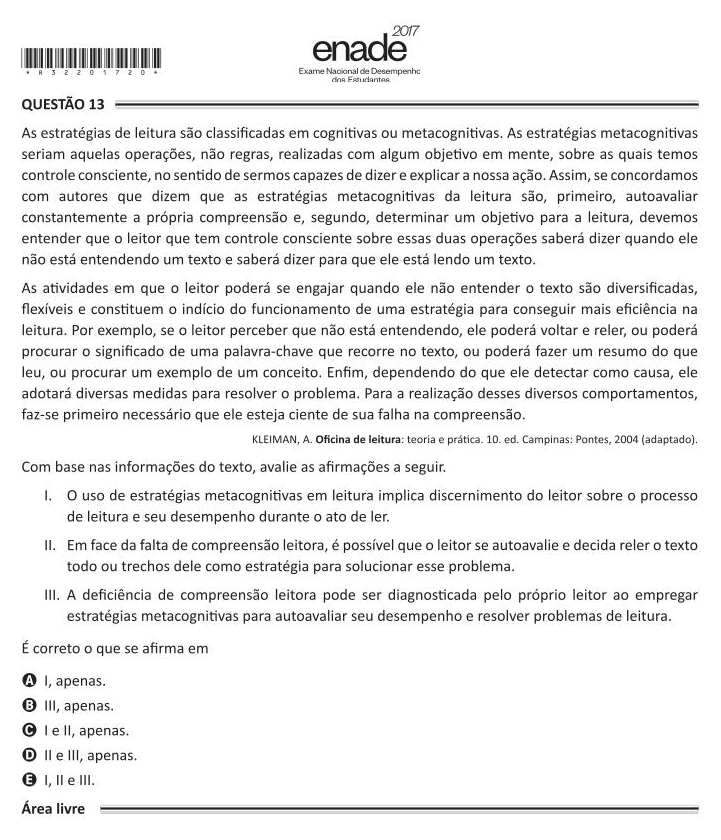 2017
enade
Exame Nacional de Desempenho
dos Estudantes
* R 3 2 2 0 1 7 2 0 *
QUESTÃO 13
As estratégias de leitura são classificadas em cognitivas ou metacognitivas. As estratégias metacognitivas
seriam aquelas operações, não regras, realizadas com algum objetivo em mente, sobre as quais temos
controle consciente, no sentido de sermos capazes de dizer e explicar a nossa ação. Assim, se concordamos
com autores que dizem que as estratégias metacognitivas da leitura são, primeiro, autoavaliar
constantemente a própria compreensão e, segundo, determinar um objetivo para a leitura, devemos
entender que o leitor que tem controle consciente sobre essas duas operações saberá dizer quando ele
não está entendendo um texto e saberá dizer para que ele está lendo um texto.
As atividades em que o leitor poderá se engajar quando ele não entender o texto são diversificadas,
flexíveis e constituem o indício do funcionamento de uma estratégia para conseguir mais eficiência na
leitura. Por exemplo, se o leitor perceber que não está entendendo, ele poderá voltar e reler, ou poderá
procurar o significado de uma palavra-chave que recorre no texto, ou poderá fazer um resumo do que
leu, ou procurar um exemplo de um conceito. Enfim, dependendo do que ele detectar como causa, ele
adotará diversas medidas para resolver o problema. Para a realização desses diversos comportamentos,
faz-se primeiro necessário que ele esteja ciente de sua falha na compreensão.
KLEIMAN, A. Oficina de leitura: teoria e prática. 10. ed. Campinas: Pontes, 2004 (adaptado).
Com base nas informações do texto, avalie as afirmações a seguir.
I. O uso de estratégias metacognitivas em leitura implica discernimento do leitor sobre o processo
de leitura e seu desempenho durante o ato de ler.
II. Em face da falta de compreensão leitora, é possível que o leitor se autoavalie e decida reler o texto
todo ou trechos dele como estratégia para solucionar esse problema.
III. A deficiência de compreensão leitora pode ser diagnosticada pelo próprio leitor ao empregar
estratégias metacognitivas para autoavaliar seu desempenho e resolver problemas de leitura.
É correto o que se afirma em
A I, apenas.
B III, apenas.
C I e II, apenas.
D II e III, apenas.
E I, II e III.
Área livre